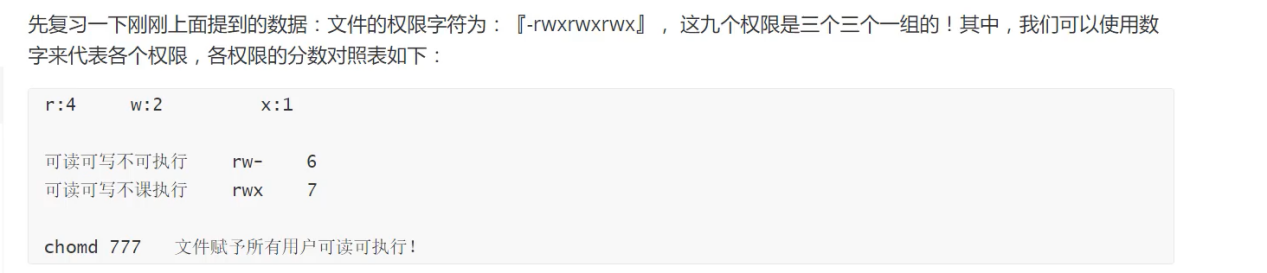 先复习一下刚刚上面提到的数据：文件的权限字符为：『-rwxrwxrwx』，这九个权限是三个三个一组的！其中，我们可以使用数
字来代表各个权限，各权限的分数对照表如下：
r:4 w:2 x:1
可读可写不可执行 rw- 6
可读可写不课执行 rwx 7
chomd 777 文件赋予所有用户可读可执行！